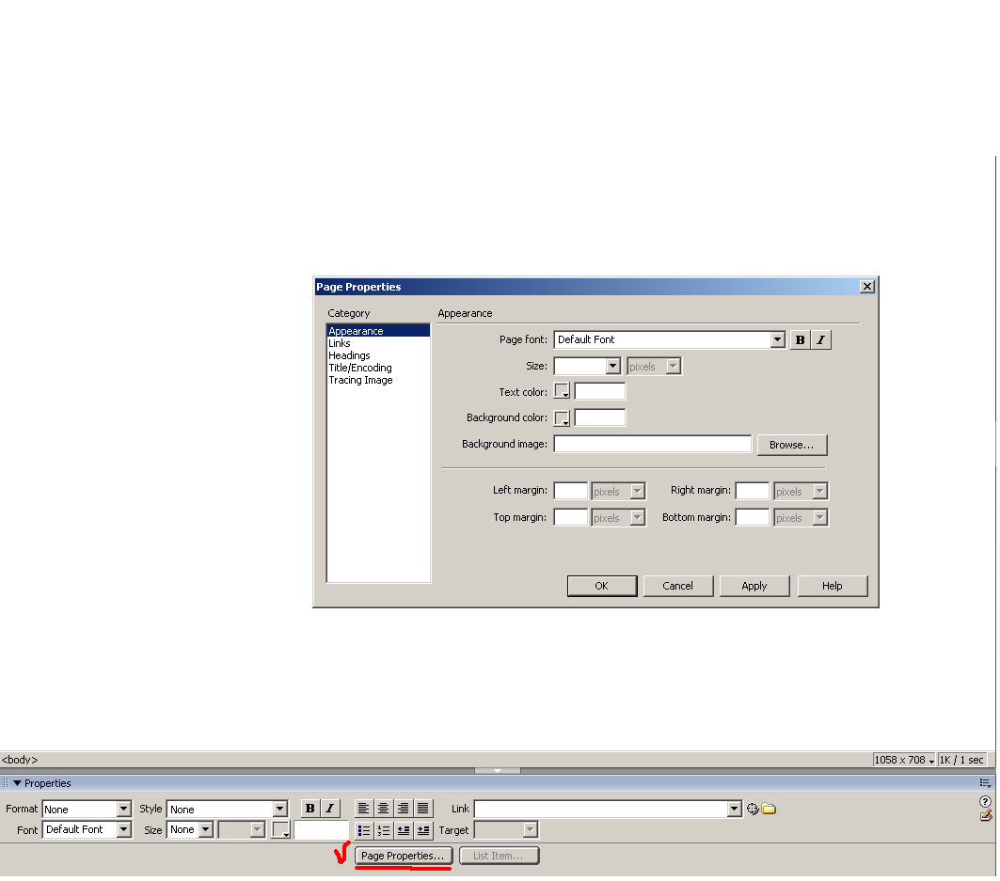 Page Properties
Category
Appearance
Links
Headings
Title/Encoding
Tracing Image
Appearance
Page font: Default Font B I
Size: pixels
Text color:
Background color:
Background image: Browse...
Left margin: pixels Right margin: pixels
Top margin: pixels Bottom margin: pixels
OK Cancel Apply Help
<body> 1058 x 708 1K / 1 sec
Properties
Format None Style None B I Link
Font Default Font Size None Target
Page Properties... List Item...